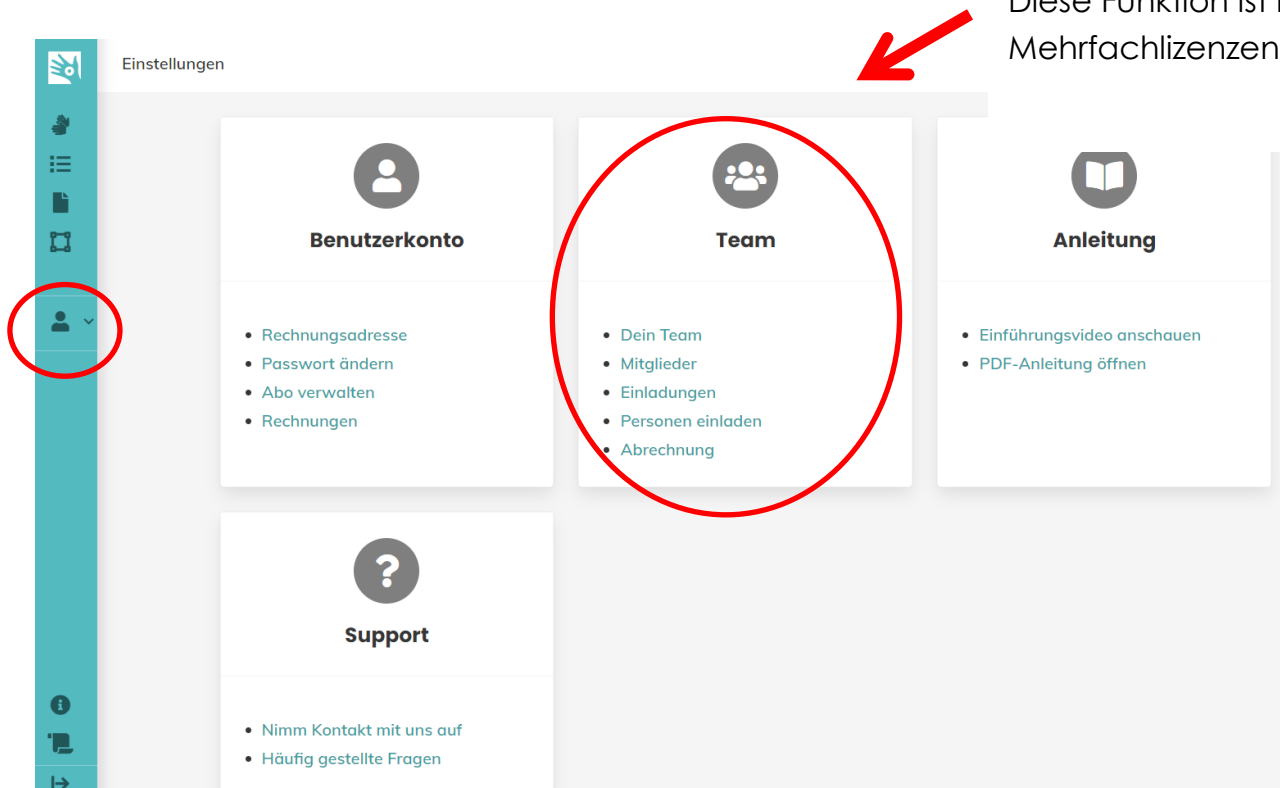 Diese Funktion ist
Mehrfachlizenzen
Einstellungen
Benutzerkonto
Rechnungsadresse
Passwort ändern
Abo verwalten
Rechnungen
Team
Dein Team
Mitglieder
Einladungen
Personen einladen
Abrechnung
Anleitung
Einführungsvideo anschauen
PDF-Anleitung öffnen
Support
Nimm Kontakt mit uns auf
Häufig gestellte Fragen